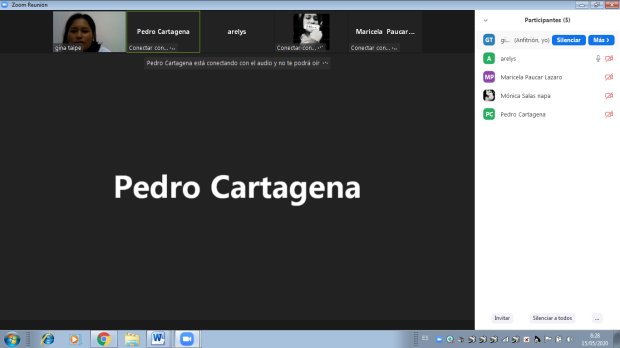 Zoom Reunión
gina taipe
Pedro Cartagena
Conectar con...
arelys
Conectar con...
Maricela Paucar ...
Conectar con...
Pedro Cartagena está conectando con el audio y no te podrá oír
Pedro Cartagena
Participantes (5)
GT gi... (Anfitrión, yo) Silenciar Más >
A arelys
MP Maricela Paucar Lazaro
Mónica Salas napa
PC Pedro Cartagena
Invitar
Silenciar a todos
...
ES
8:28
15/05/2020